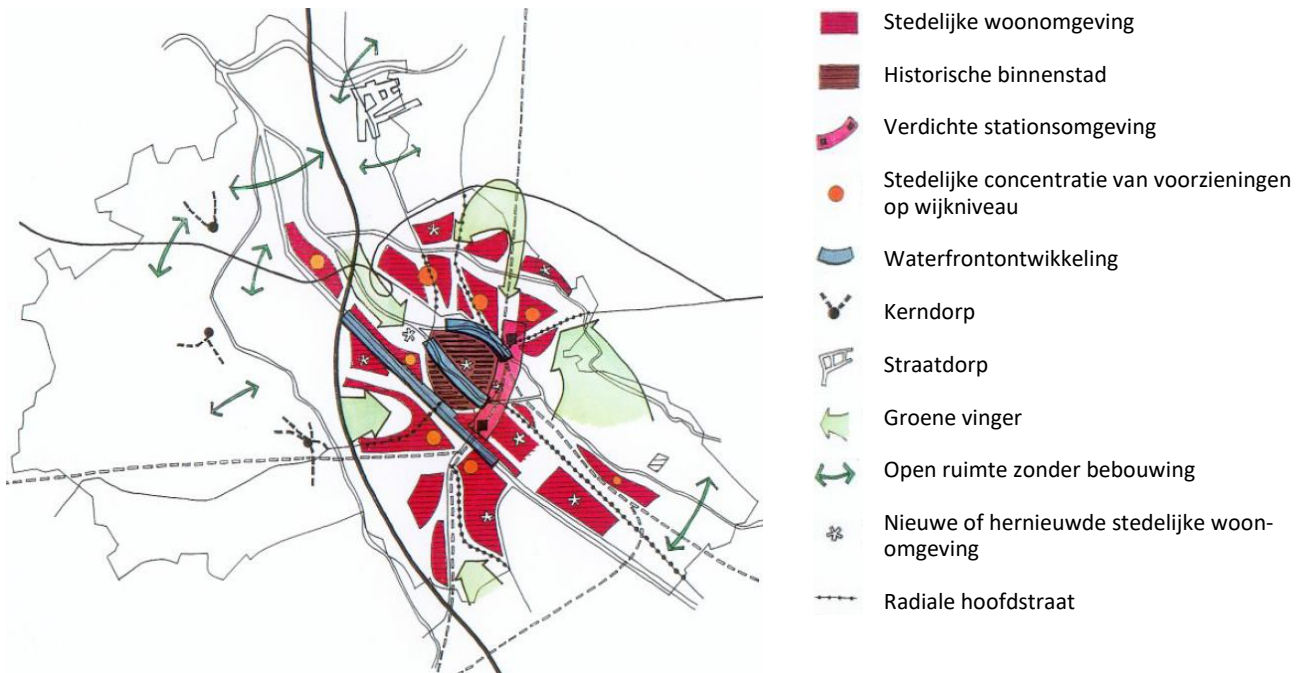 Stedelijke woonomgeving
Historische binnenstad
Verdichte stationsomgeving
Stedelijke concentratie van voorzieningen
op wijkniveau
Waterfrontontwikkeling
Kerndorp
Straatdorp
Groene vinger
Open ruimte zonder bebouwing
Nieuwe of hernieuwde stedelijke woon-
omgeving
Radiale hoofdstraat